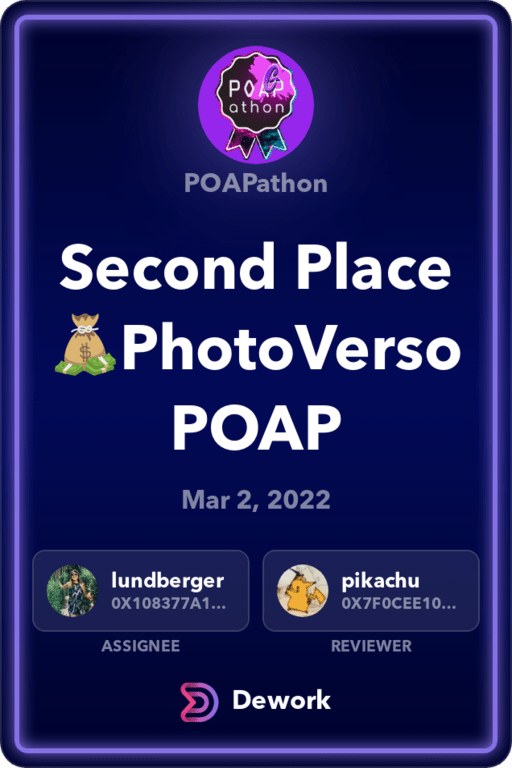 POAP
athon
POAPathon
Second Place
💰PhotoVerso
POAP
Mar 2, 2022
lundberger
0X108377A1...
pikachu
0X7F0CEE10...
ASSIGNEE
REVIEWER
Dework